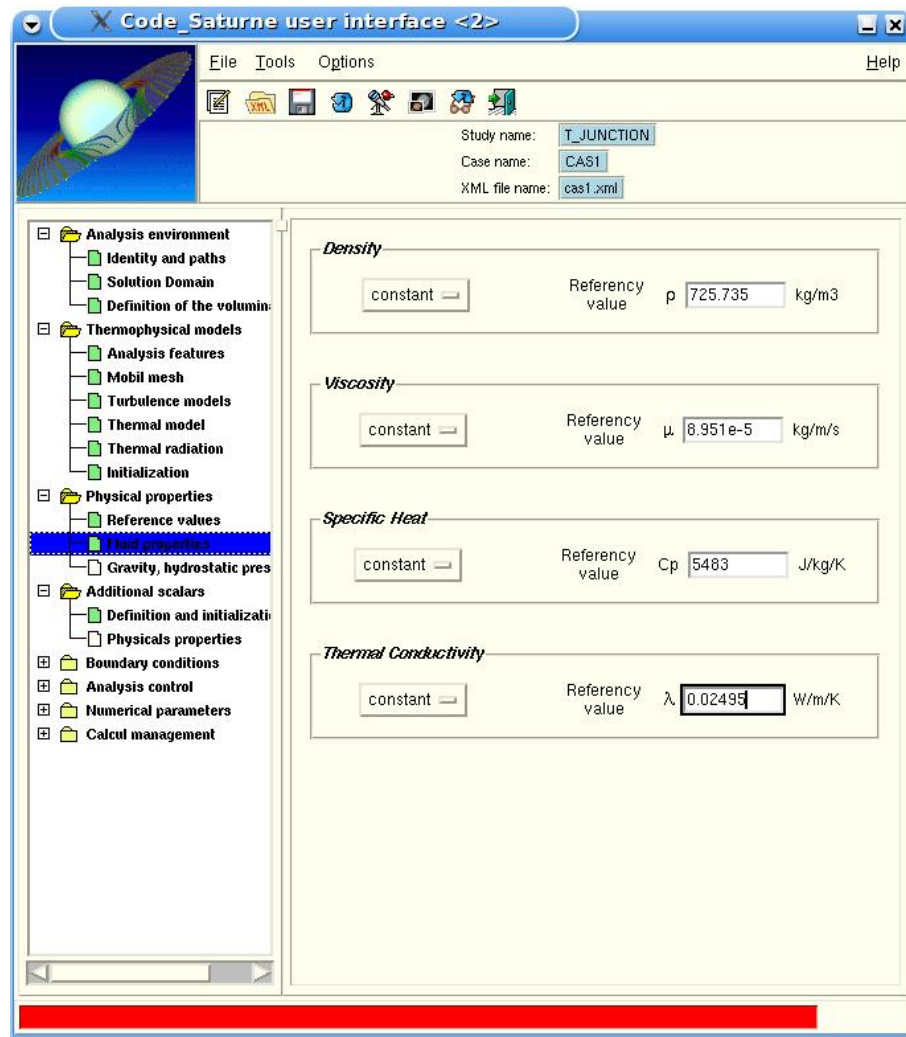 Code_Saturne user interface <2>
File Tools Options Help
Study name: T_JUNCTION
Case name: CAS1
XML file name: cas1.xml
Analysis environment
Identity and paths
Solution Domain
Definition of the volumin
Thermophysical models
Analysis features
Mobil mesh
Turbulence models
Thermal model
Thermal radiation
Initialization
Physical properties
Reference values
Fluid properties
Gravity, hydrostatic pres
Additional scalars
Definition and initializati
Physicals properties
Boundary conditions
Analysis control
Numerical parameters
Calcul management
Density
constant Referency value ρ 725.735 kg/m3
Viscosity
constant Referency value μ 8.951e-5 kg/m/s
Specific Heat
constant Referency value Cp 5483 J/kg/K
Thermal Conductivity
constant Referency value λ 0.02495 W/m/K